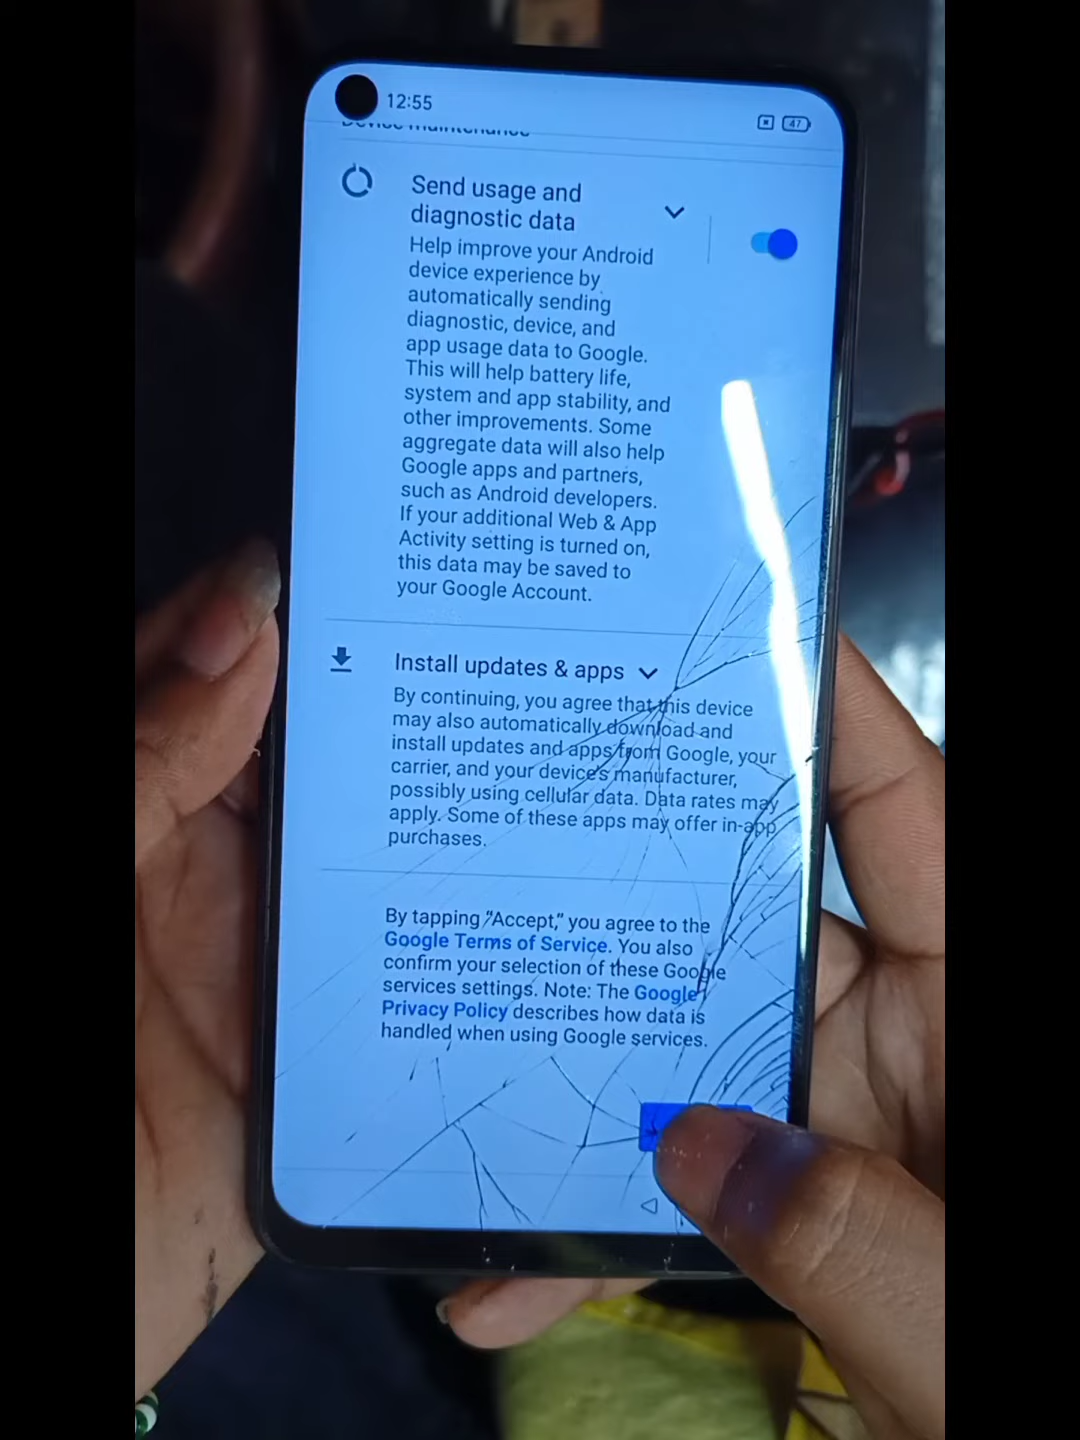 12:55
47
Device maintenance
Send usage and
diagnostic data
Help improve your Android
device experience by
automatically sending
diagnostic, device, and
app usage data to Google.
This will help battery life,
system and app stability, and
other improvements. Some
aggregate data will also help
Google apps and partners,
such as Android developers.
If your additional Web & App
Activity setting is turned on,
this data may be saved to
your Google Account.
Install updates & apps
By continuing, you agree that this device
may also automatically download and
install updates and apps from Google, your
carrier, and your device's manufacturer,
possibly using cellular data. Data rates may
apply. Some of these apps may offer in-app
purchases.
By tapping "Accept," you agree to the
Google Terms of Service. You also
confirm your selection of these Google
services settings. Note: The Google
Privacy Policy describes how data is
handled when using Google services.